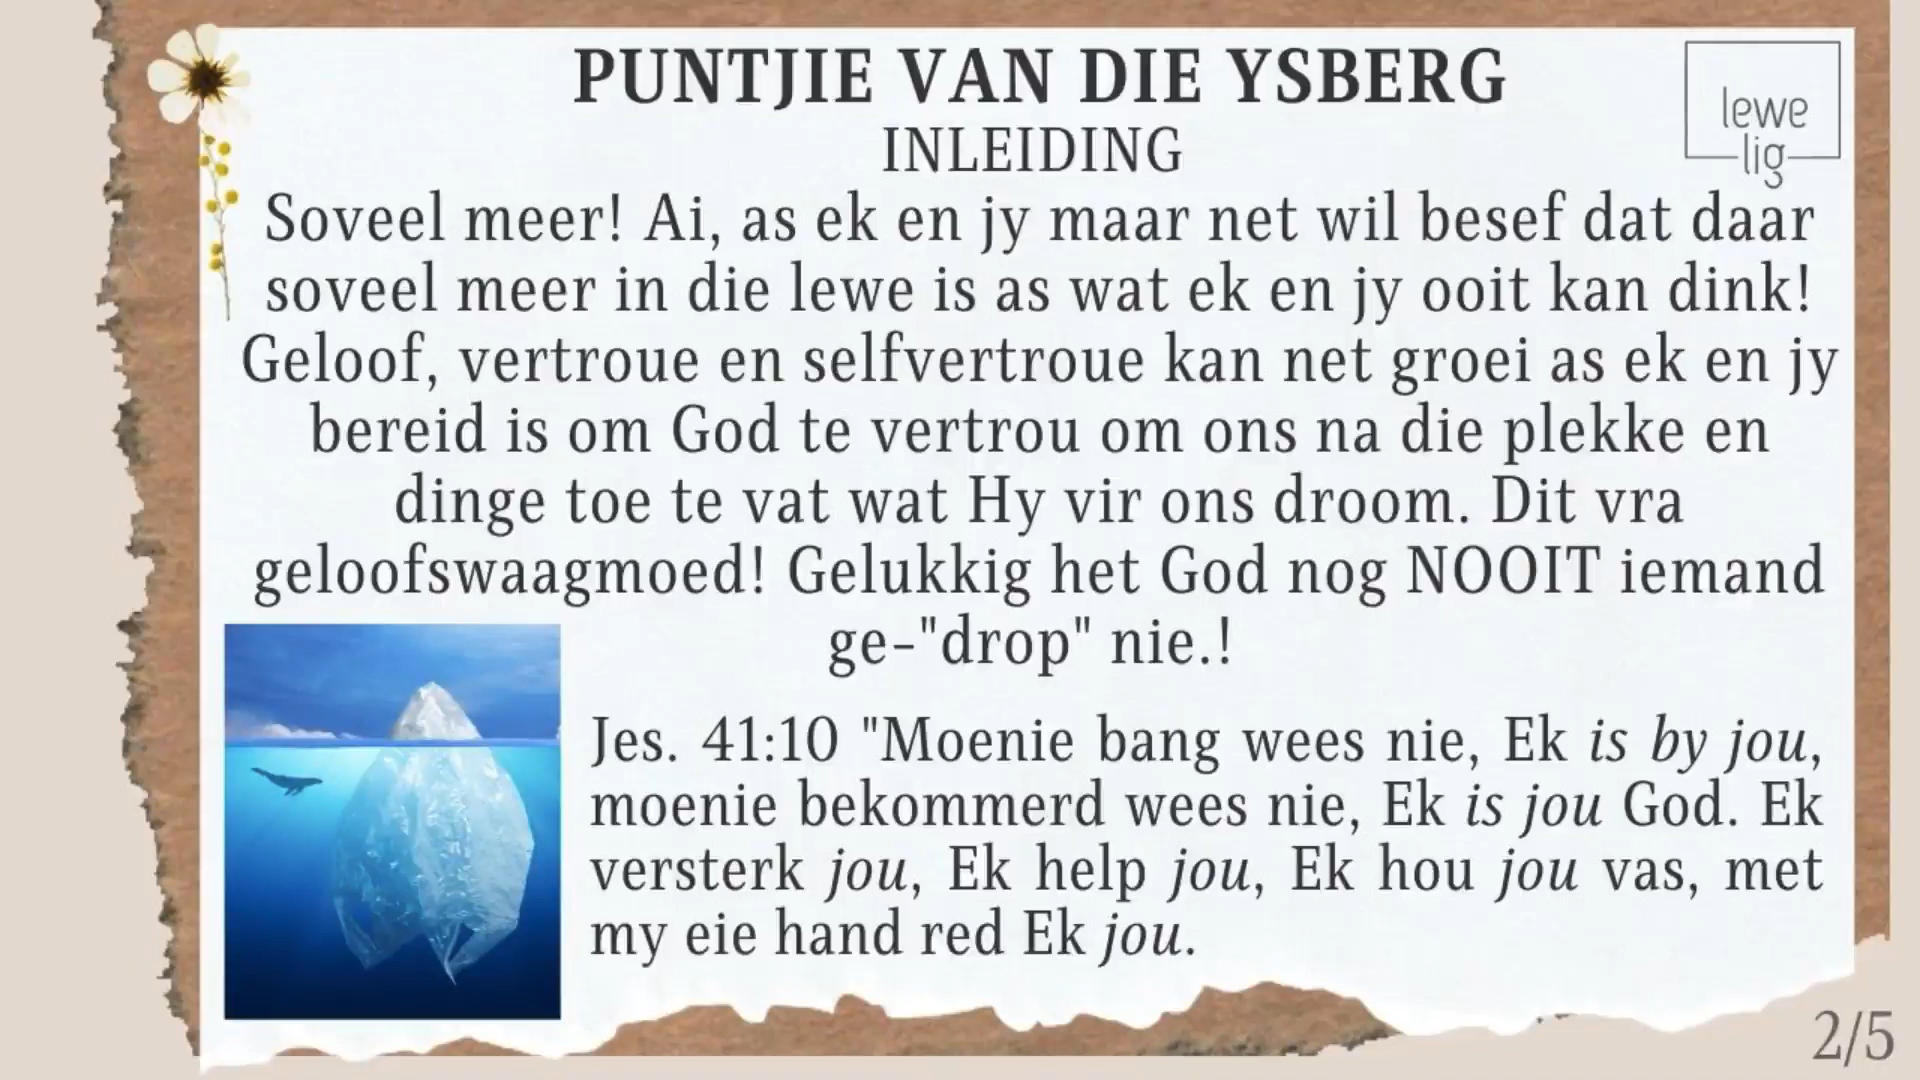 PUNTJIE VAN DIE YSBERG
lewe
lig
INLEIDING
Soveel meer! Ai, as ek en jy maar net wil besef dat daar
soveel meer in die lewe is as wat ek en jy ooit kan dink!
Geloof, vertroue en selfvertroue kan net groei as ek en jy
bereid is om God te vertrou om ons na die plekke en
dinge toe te vat wat Hy vir ons droom. Dit vra
geloofswaagmoed! Gelukkig het God nog NOOIT iemand
ge-"drop" nie.!
Jes. 41:10 "Moenie bang wees nie, Ek is by jou,
moenie bekommerd wees nie, Ek is jou God. Ek
versterk jou, Ek help jou, Ek hou jou vas, met
my eie hand red Ek jou.
2/5